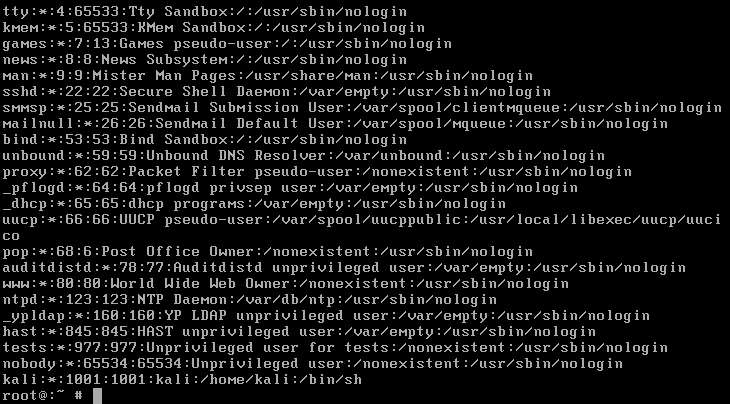 tty:*:4:65533:Tty Sandbox:/:/usr/sbin/nologin
kmem:*:5:65533:KMem Sandbox:/:/usr/sbin/nologin
games:*:7:13:Games pseudo-user:/:/usr/sbin/nologin
news:*:8:8:News Subsystem:/:/usr/sbin/nologin
man:*:9:9:Mister Man Pages:/usr/share/man:/usr/sbin/nologin
sshd:*:22:22:Secure Shell Daemon:/var/empty:/usr/sbin/nologin
smmsp:*:25:25:Sendmail Submission User:/var/spool/clientmqueue:/usr/sbin/nologin
mailnull:*:26:26:Sendmail Default User:/var/spool/mqueue:/usr/sbin/nologin
bind:*:53:53:Bind Sandbox:/:/usr/sbin/nologin
unbound:*:59:59:Unbound DNS Resolver:/var/unbound:/usr/sbin/nologin
proxy:*:62:62:Packet Filter pseudo-user:/nonexistent:/usr/sbin/nologin
_pflogd:*:64:64:pflogd privsep user:/var/empty:/usr/sbin/nologin
_dhcp:*:65:65:dhcp programs:/var/empty:/usr/sbin/nologin
uucp:*:66:66:UUCP pseudo-user:/var/spool/uucppublic:/usr/local/libexec/uucp/uuci
co
pop:*:68:6:Post Office Owner:/nonexistent:/usr/sbin/nologin
auditdistd:*:78:77:Auditdistd unprivileged user:/var/empty:/usr/sbin/nologin
www:*:80:80:World Wide Web Owner:/nonexistent:/usr/sbin/nologin
ntpd:*:123:123:NTP Daemon:/var/db/ntp:/usr/sbin/nologin
_ypldap:*:160:160:YP LDAP unprivileged user:/var/empty:/usr/sbin/nologin
hast:*:845:845:HAST unprivileged user:/var/empty:/usr/sbin/nologin
tests:*:977:977:Unprivileged user for tests:/nonexistent:/usr/sbin/nologin
nobody:*:65534:65534:Unprivileged user:/nonexistent:/usr/sbin/nologin
kali:*:1001:1001:kali:/home/kali:/bin/sh
root@:~ #